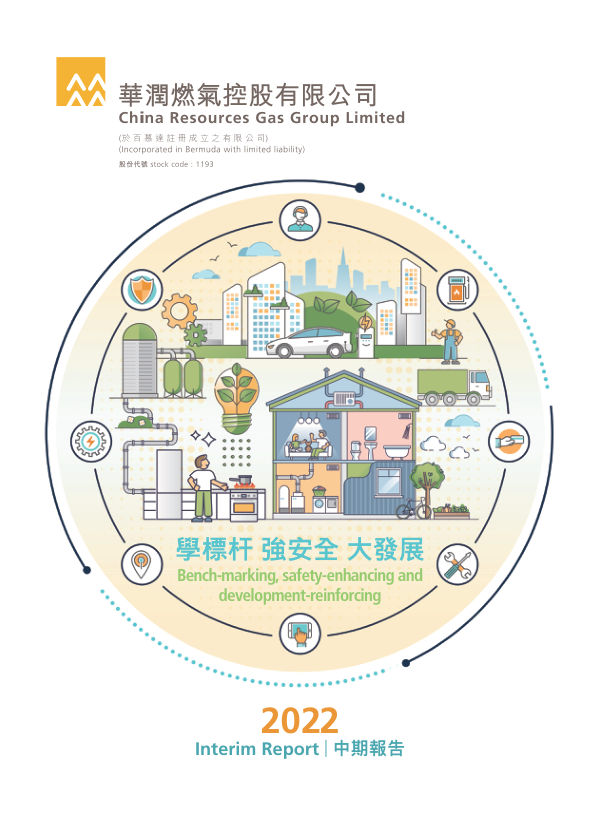 華潤燃氣控股有限公司
China Resources Gas Group Limited
(於百慕達註冊成立之有限公司)
(Incorporated in Bermuda with limited liability)
股份代號 stock code : 1193
學標杆 強安全 大發展
Bench-marking, safety-enhancing and
development-reinforcing
2022
Interim Report | 中期報告